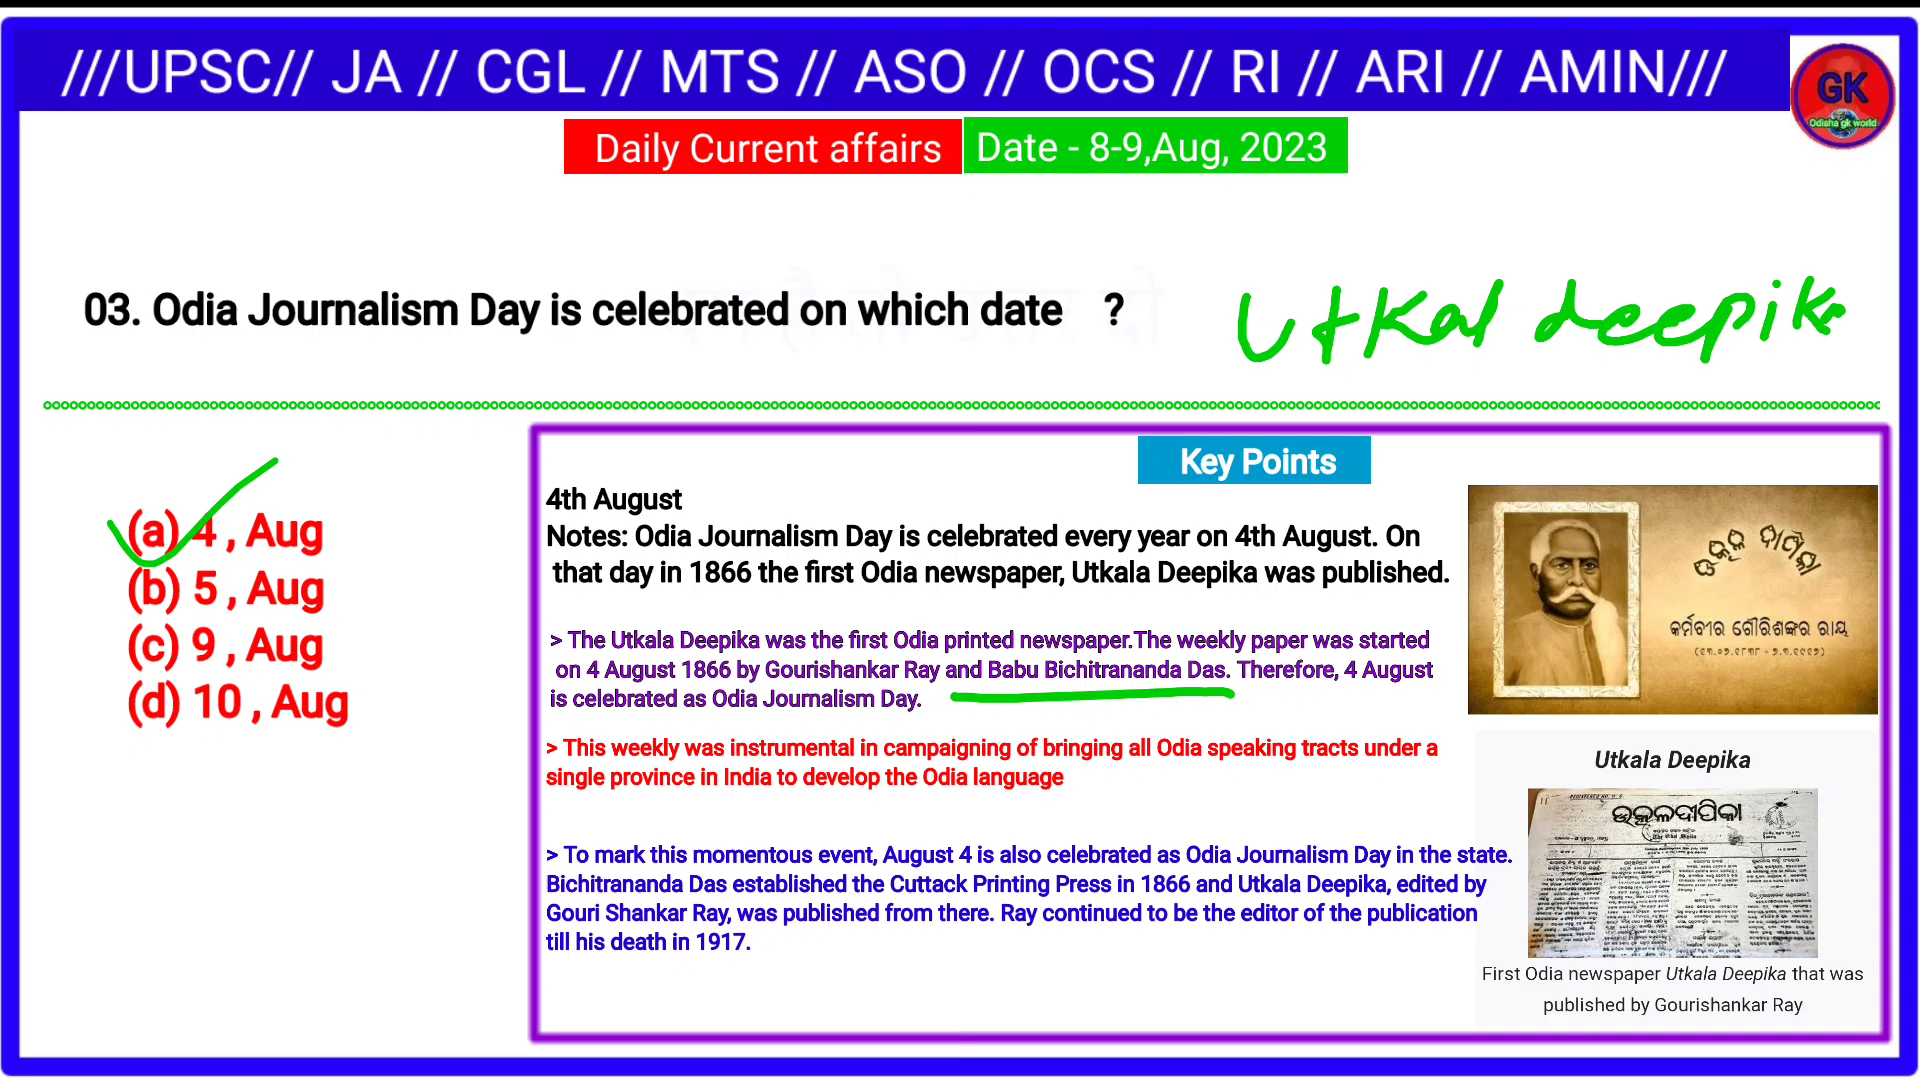 ///UPSC// JA // CGL // MTS // ASO // OCS // RI // ARI // AMIN///
GK
Odisha gk world
Daily Current affairs
Date - 8-9,Aug, 2023
03. Odia Journalism Day is celebrated on which date ?
Utkal deepika
(a) 4 , Aug
(b) 5 , Aug
(c) 9 , Aug
(d) 10 , Aug
Key Points
4th August
Notes: Odia Journalism Day is celebrated every year on 4th August. On
that day in 1866 the first Odia newspaper, Utkala Deepika was published.
> The Utkala Deepika was the first Odia printed newspaper.The weekly paper was started
on 4 August 1866 by Gourishankar Ray and Babu Bichitrananda Das. Therefore, 4 August
is celebrated as Odia Journalism Day.
> This weekly was instrumental in campaigning of bringing all Odia speaking tracts under a
single province in India to develop the Odia language
> To mark this momentous event, August 4 is also celebrated as Odia Journalism Day in the state.
Bichitrananda Das established the Cuttack Printing Press in 1866 and Utkala Deepika, edited by
Gouri Shankar Ray, was published from there. Ray continued to be the editor of the publication
till his death in 1917.
ଉତ୍କଳ ଦୀପିକା
କର୍ମବୀର ଗୌରିଶଙ୍କର ରାୟ
Utkala Deepika
ଉତ୍କଳଦୀପିକା
First Odia newspaper Utkala Deepika that was
published by Gourishankar Ray